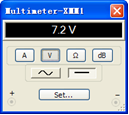 Multimeter-XMM1
7.2 V
A V Ω dB
+ −
Set...